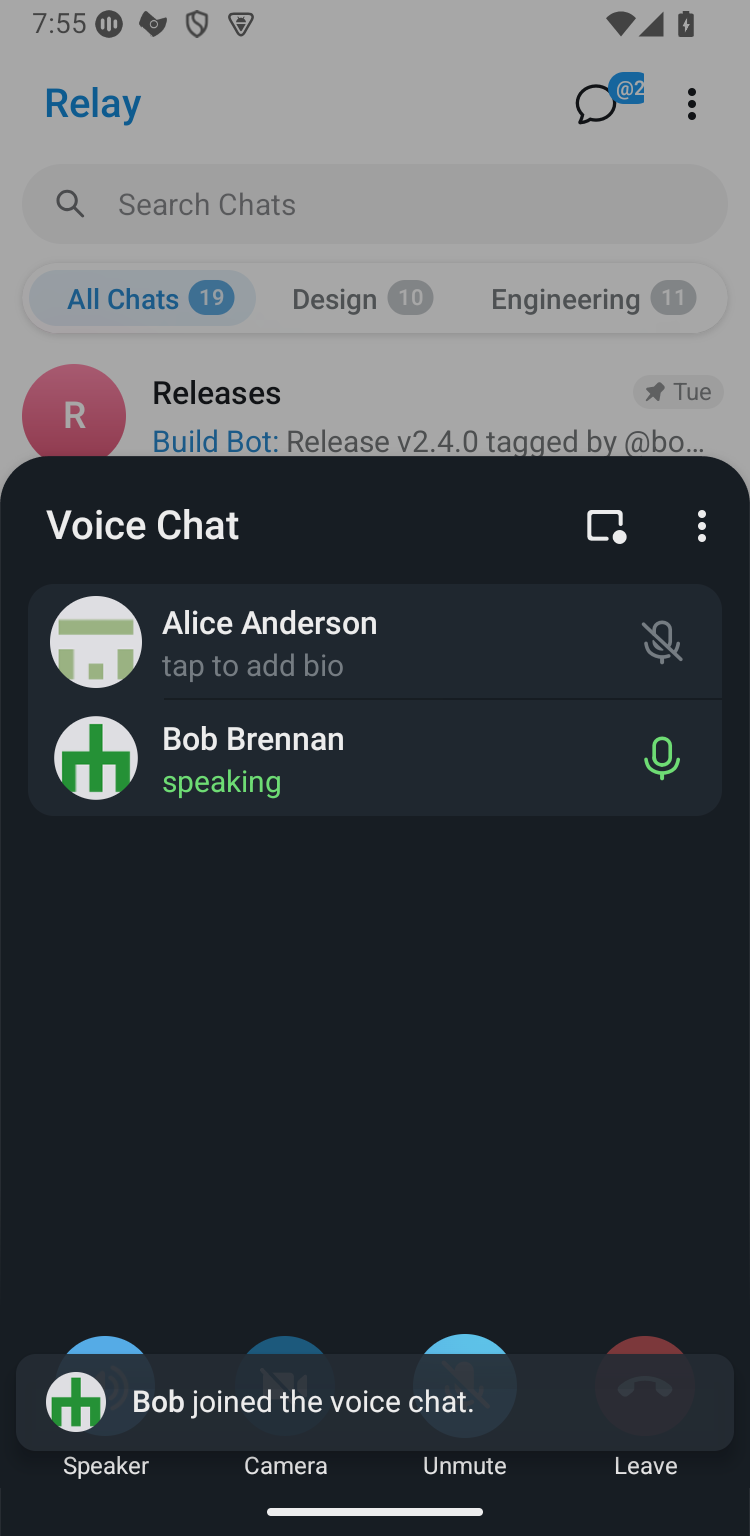 7:55
Relay
@2
Search Chats
All Chats 19 Design 10 Engineering 11
R
Releases
Tue
Build Bot: Release v2.4.0 tagged by @bo…
Voice Chat
Alice Anderson
tap to add bio
Bob Brennan
speaking
Bob joined the voice chat.
Speaker Camera Unmute Leave